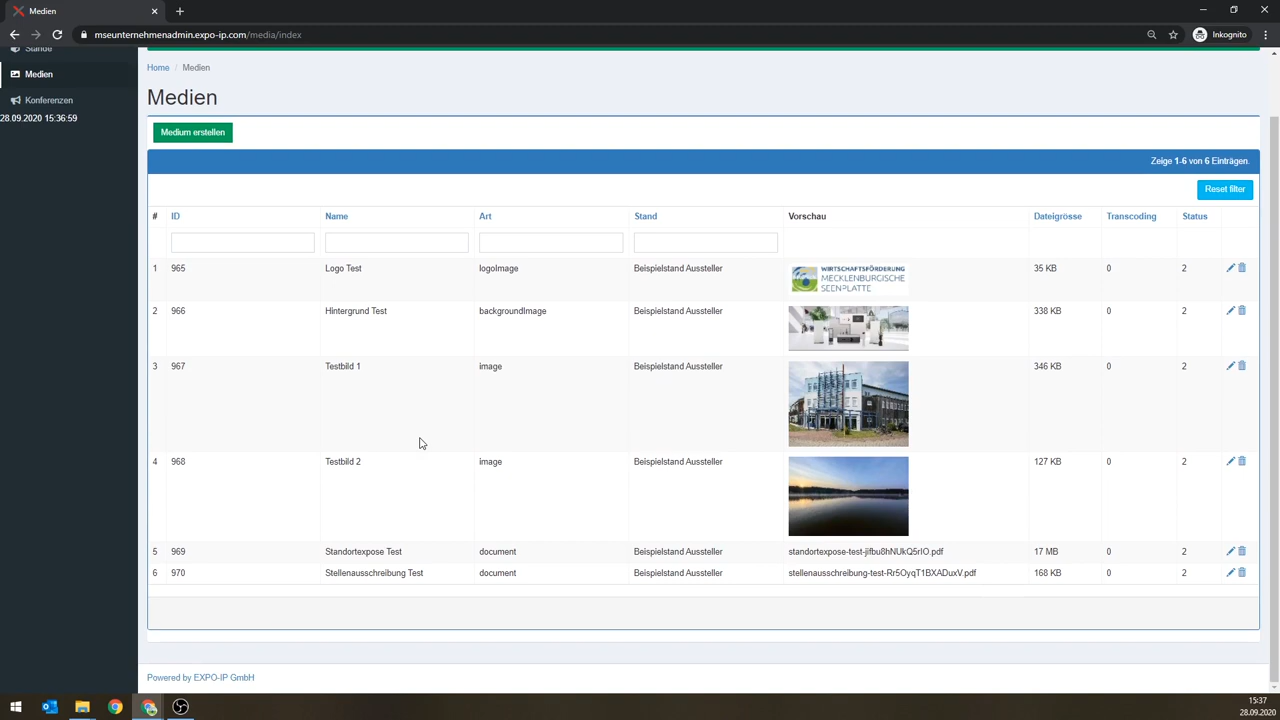 Medien
mseunternehmenadmin.expo-ip.com/media/index
Inkognito
Stände
Medien
Konferenzen
28.09.2020 15:36:59
Home / Medien
Medien
Medium erstellen
Zeige 1-6 von 6 Einträgen.
Reset filter
# ID Name Art Stand Vorschau Dateigrösse Transcoding Status
1 965 Logo Test logoImage Beispielstand Aussteller 35 KB 0 2
WIRTSCHAFTSFÖRDERUNG
MECKLENBURGISCHE
SEENPLATTE
2 966 Hintergrund Test backgroundImage Beispielstand Aussteller 338 KB 0 2
3 967 Testbild 1 image Beispielstand Aussteller 346 KB 0 2
4 968 Testbild 2 image Beispielstand Aussteller 127 KB 0 2
5 969 Standortexpose Test document Beispielstand Aussteller standortexpose-test-jIfbu8hNUkQ5rIO.pdf 17 MB 0 2
6 970 Stellenausschreibung Test document Beispielstand Aussteller stellenausschreibung-test-Rr5OyqT1BXADuxV.pdf 168 KB 0 2
Powered by EXPO-IP GmbH
15:37
28.09.2020